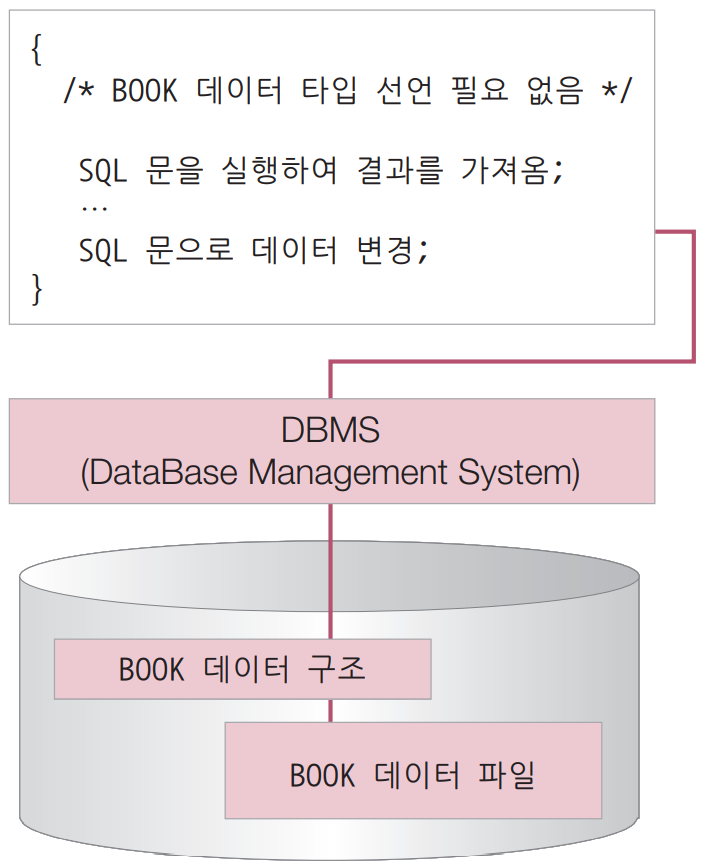 {
/* BOOK 데이터 타입 선언 필요 없음 */
SQL 문을 실행하여 결과를 가져옴;
...
SQL 문으로 데이터 변경;
}
DBMS
(DataBase Management System)
BOOK 데이터 구조
BOOK 데이터 파일